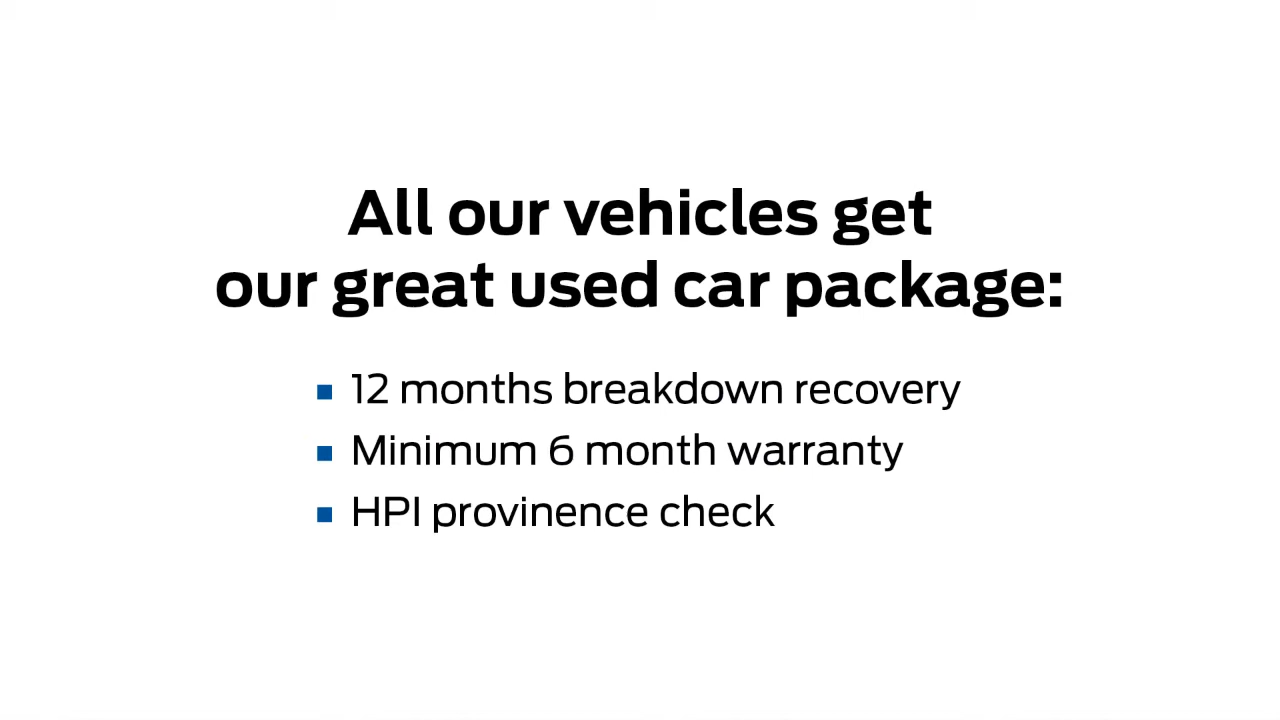 All our vehicles get
our great used car package:
12 months breakdown recovery
Minimum 6 month warranty
HPI provinence check